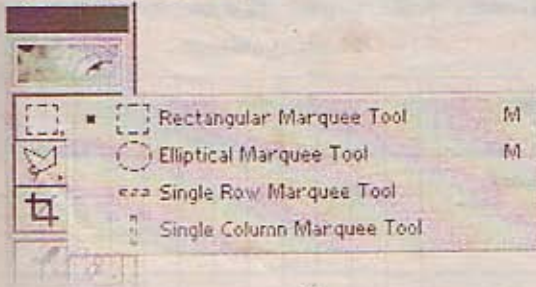 Rectangular Marquee Tool M
Elliptical Marquee Tool M
Single Row Marquee Tool
Single Column Marquee Tool